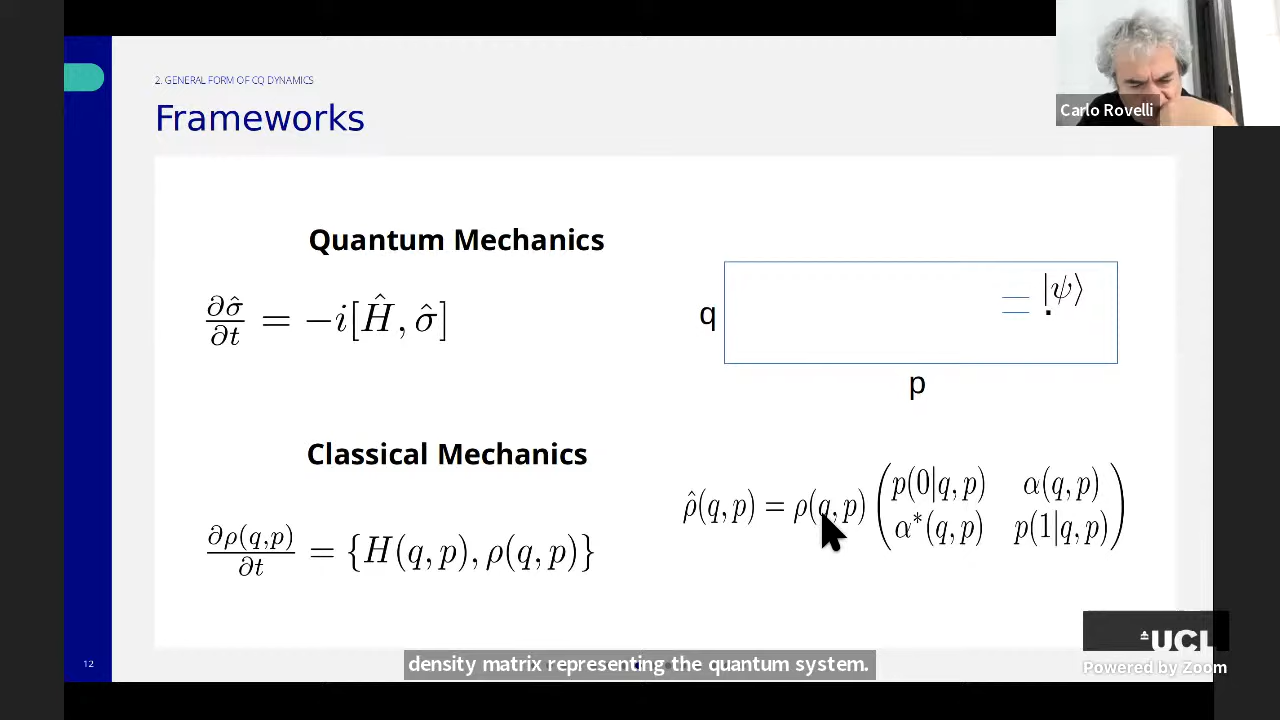 2. GENERAL FORM OF CQ DYNAMICS
Frameworks
Carlo Rovelli
Quantum Mechanics
∂σ̂/∂t = −i[Ĥ, σ̂]
q
= |ψ⟩
.
p
Classical Mechanics
∂ρ(q,p)/∂t = {H(q, p), ρ(q, p)}
ρ̂(q, p) = ρ(q, p) ( p(0|q, p) α(q, p)
α*(q, p) p(1|q, p) )
12
density matrix representing the quantum system.
UCL
Powered by Zoom